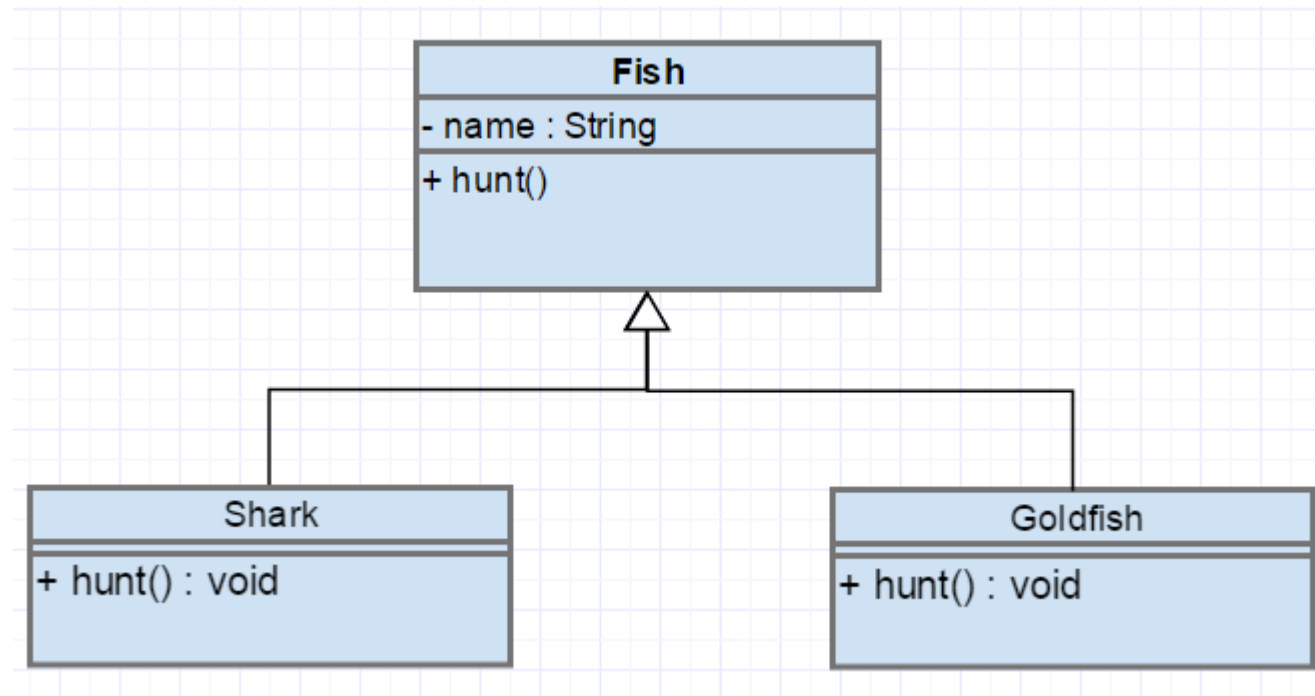 Fish
- name : String
+ hunt()
Shark
+ hunt() : void
Goldfish
+ hunt() : void